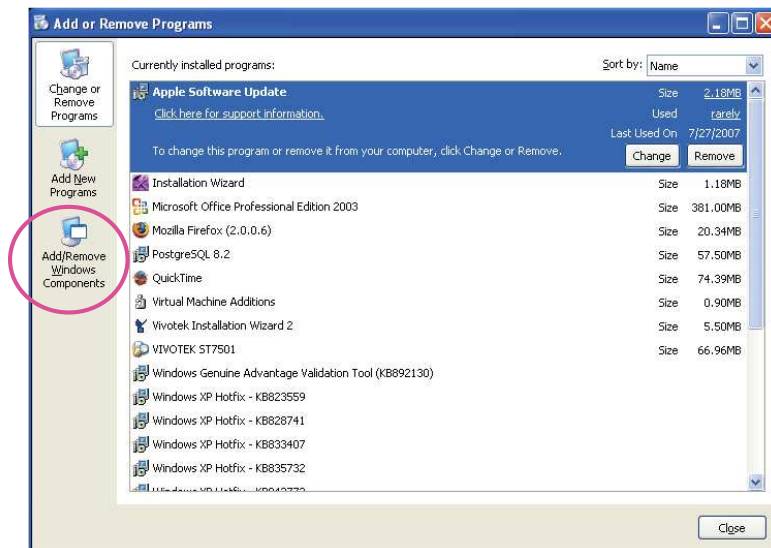 Add or Remove Programs
Change or
Remove
Programs
Add New
Programs
Add/Remove
Windows
Components
Currently installed programs:
Sort by: Name
Apple Software Update Size 2.18MB
Click here for support information. Used rarely
Last Used On 7/27/2007
To change this program or remove it from your computer, click Change or Remove. Change Remove
Installation Wizard Size 1.18MB
Microsoft Office Professional Edition 2003 Size 381.00MB
Mozilla Firefox (2.0.0.6) Size 20.34MB
PostgreSQL 8.2 Size 57.50MB
QuickTime Size 74.39MB
Virtual Machine Additions Size 0.90MB
Vivotek Installation Wizard 2 Size 5.50MB
VIVOTEK ST7501 Size 66.96MB
Windows Genuine Advantage Validation Tool (KB892130)
Windows XP Hotfix - KB823559
Windows XP Hotfix - KB828741
Windows XP Hotfix - KB833407
Windows XP Hotfix - KB835732
Windows XP Hotfix
Close